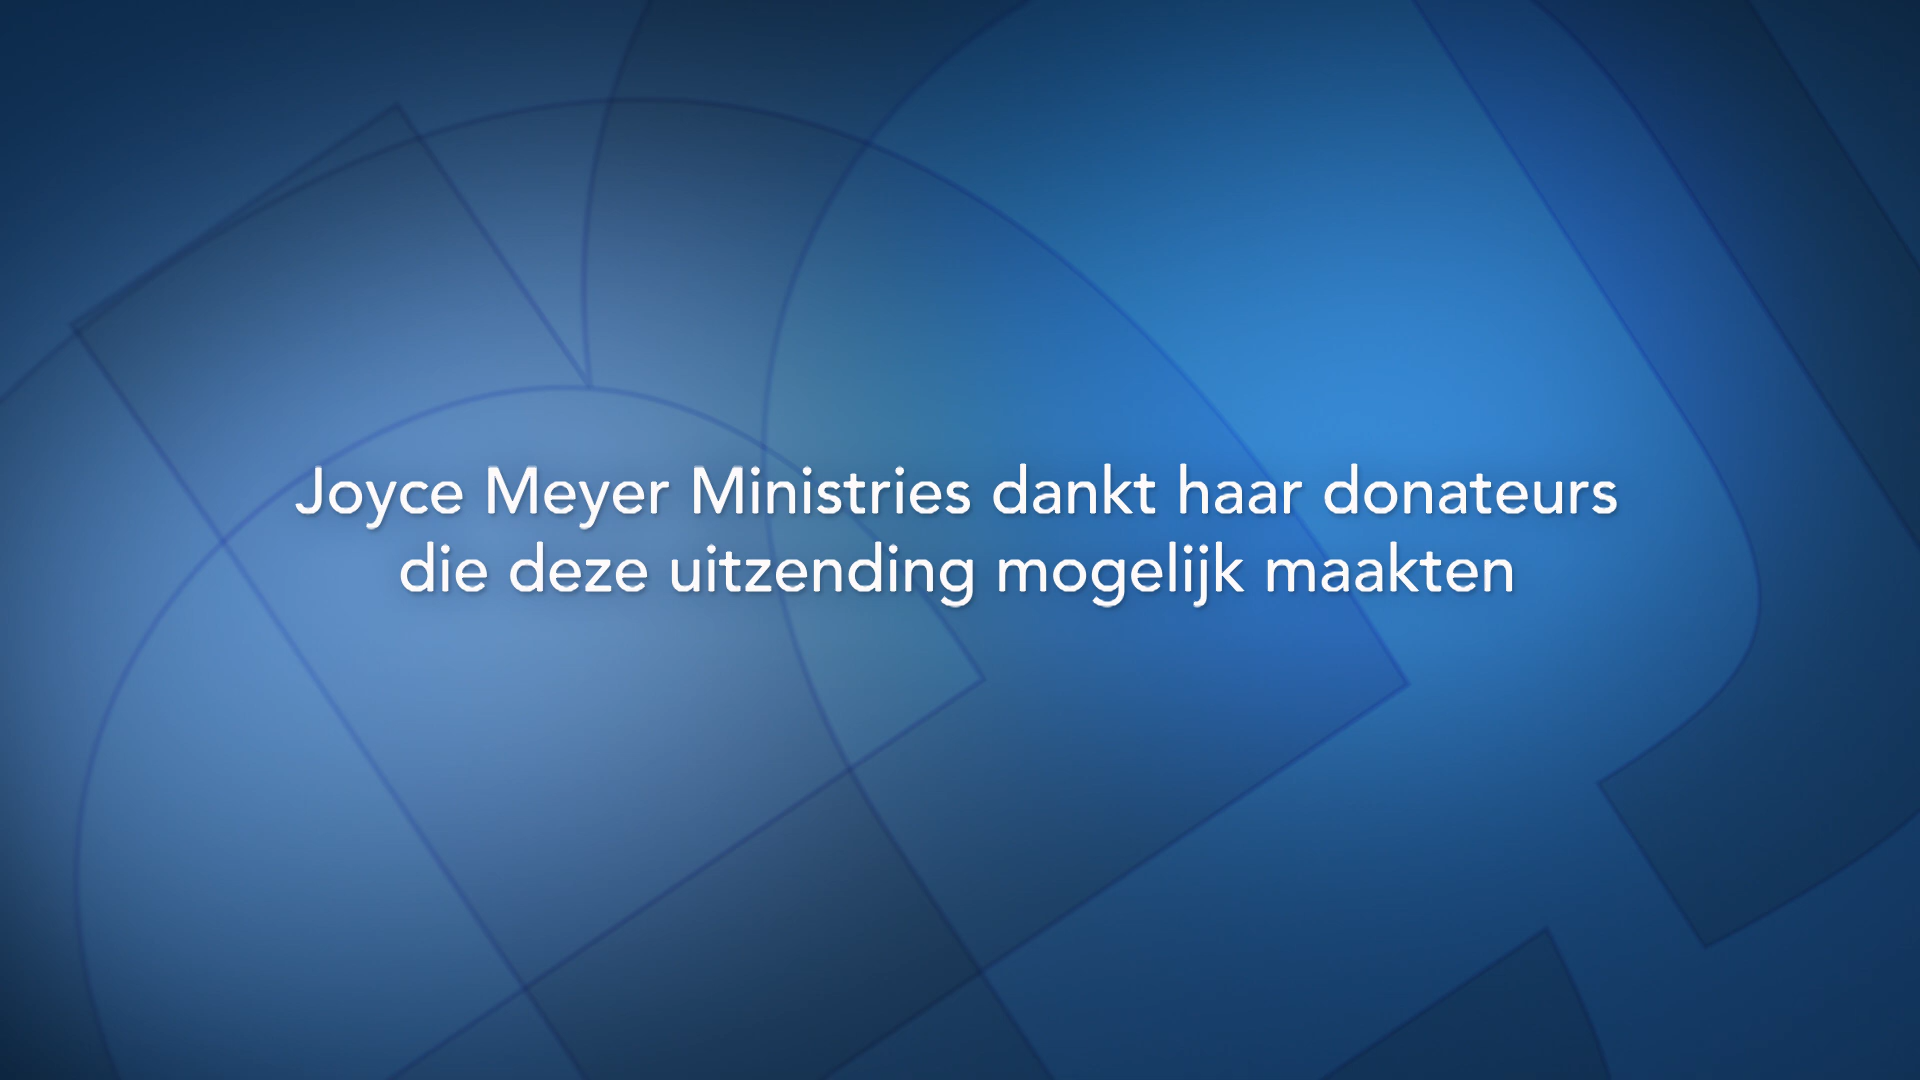 Joyce Meyer Ministries dankt haar donateurs
die deze uitzending mogelijk maakten